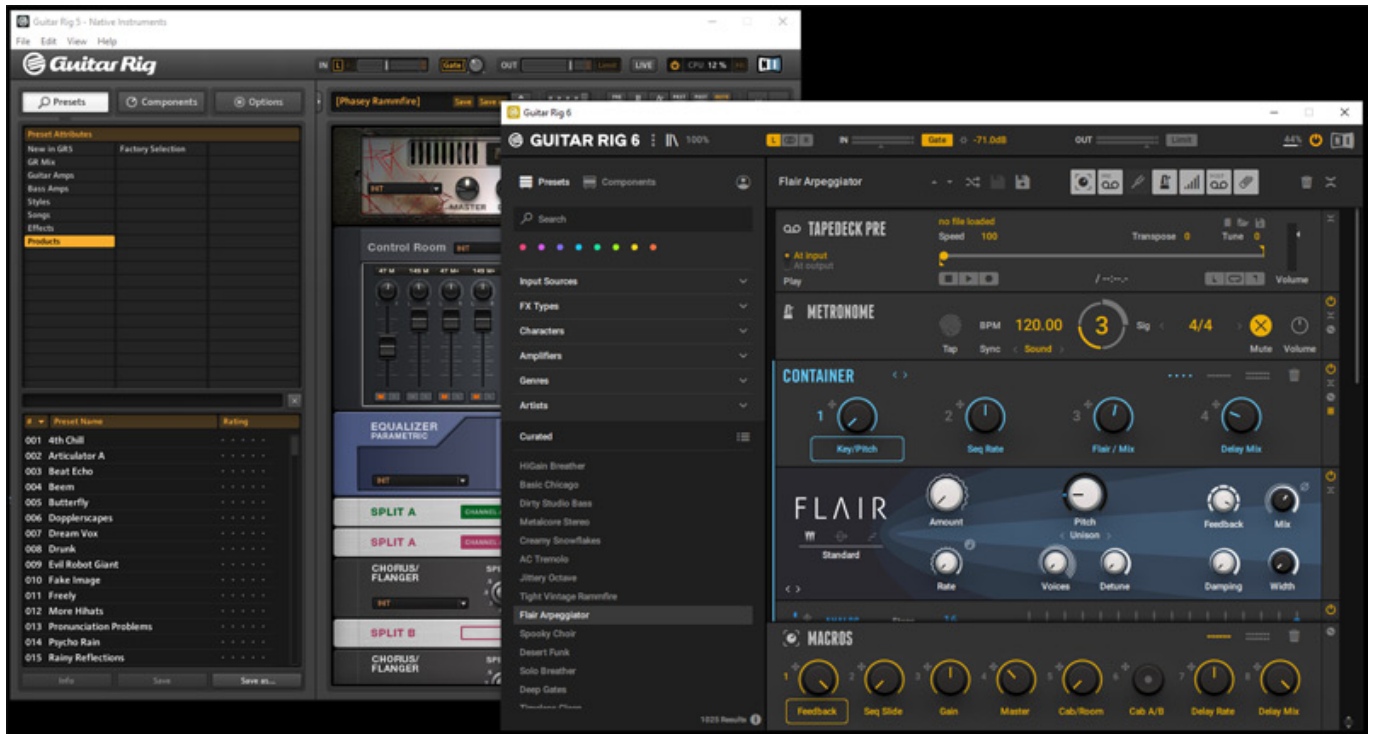 Guitar Rig 5 - Native Instruments
File Edit View Help
Guitar Rig
IN L Gate OUT LIVE CPU 12 %
Presets Components Options
[Phasey Rammfire] Save
Preset Attributes
New in GR5 Factory Selection
GR Mix
Guitar Amps
Bass Amps
Styles
Songs
Effects
Products
# Preset Name Rating
001 4th Chill
002 Articulator A
003 Beat Echo
004 Beem
005 Butterfly
006 Dopplerscapes
007 Dream Vox
008 Drunk
009 Evil Robot Giant
010 Fake Image
011 Freely
012 More Hihats
013 Pronunciation Problems
014 Psycho Rain
015 Rainy Reflections
Info Save Save as...
INIT MASTER
Control Room INIT
EQUALIZER
PARAMETRIC
INIT
SPLIT A
SPLIT A
CHORUS/
FLANGER
INIT
SPLIT B
CHORUS/
FLANGER
Guitar Rig 6
GUITAR RIG 6 100% L R IN Gate -71.0dB OUT Limit 44%
Presets Components
Search
Input Sources
FX Types
Characters
Amplifiers
Genres
Artists
Curated
HiGain Breather
Basic Chicago
Dirty Studio Bass
Metalcore Stereo
Creamy Snowflakes
AC Tremolo
Jittery Octave
Tight Vintage Rammfire
Flair Arpeggiator
Spooky Choir
Desert Funk
Solo Breather
Deep Gates
1025 Results
Flair Arpeggiator
TAPEDECK PRE
no file loaded
Speed 100 Transpose 0 Tune 0
At input
At output
Play Volume
METRONOME
BPM 120.00 3 Sig 4/4
Tap Sync Sound Mute Volume
CONTAINER
1 2 3 4
Key/Pitch Seq Rate Flair / Mix Delay Mix
FLAIR
Standard
Amount Pitch Feedback Mix
Unison
Rate Voices Detune Damping Width
MACROS
1 2 3 4 5 6 7 8
Feedback Seq Slide Gain Master Cab/Room Cab A/B Delay Rate Delay Mix